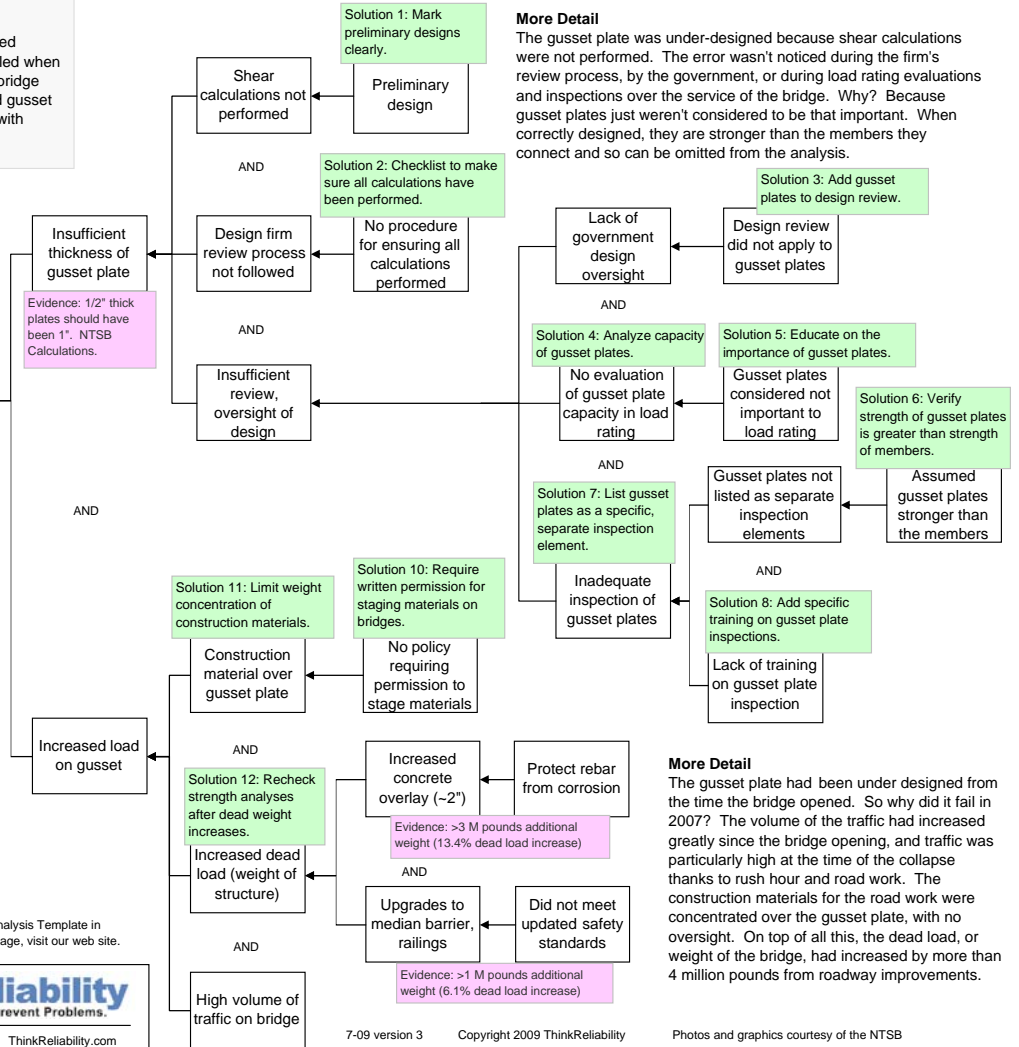 ed
led when
bridge
d gusset
with
Solution 1: Mark
preliminary designs
clearly.
Shear
calculations not
performed
Preliminary
design
More Detail
The gusset plate was under-designed because shear calculations
were not performed. The error wasn't noticed during the firm's
review process, by the government, or during load rating evaluations
and inspections over the service of the bridge. Why? Because
gusset plates just weren't considered to be that important. When
correctly designed, they are stronger than the members they
connect and so can be omitted from the analysis.
AND
Solution 2: Checklist to make
sure all calculations have
been performed.
Insufficient
thickness of
gusset plate
Design firm
review process
not followed
No procedure
for ensuring all
calculations
performed
Evidence: 1/2" thick
plates should have
been 1". NTSB
Calculations.
Solution 3: Add gusset
plates to design review.
Lack of
government
design
oversight
Design review
did not apply to
gusset plates
AND
AND
Solution 4: Analyze capacity
of gusset plates.
Solution 5: Educate on the
importance of gusset plates.
Insufficient
review,
oversight of
design
No evaluation
of gusset plate
capacity in load
rating
Gusset plates
considered not
important to
load rating
Solution 6: Verify
strength of gusset plates
is greater than strength
of members.
AND
AND
Solution 7: List gusset
plates as a specific,
separate inspection
element.
Gusset plates not
listed as separate
inspection
elements
Assumed
gusset plates
stronger than
the members
AND
Inadequate
inspection of
gusset plates
Solution 8: Add specific
training on gusset plate
inspections.
Lack of training
on gusset plate
inspection
Solution 11: Limit weight
concentration of
construction materials.
Solution 10: Require
written permission for
staging materials on
bridges.
Construction
material over
gusset plate
No policy
requiring
permission to
stage materials
Increased load
on gusset
AND
Solution 12: Recheck
strength analyses
after dead weight
increases.
Increased
concrete
overlay (~2")
Protect rebar
from corrosion
Evidence: >3 M pounds additional
weight (13.4% dead load increase)
Increased dead
load (weight of
structure)
AND
Upgrades to
median barrier,
railings
Did not meet
updated safety
standards
Evidence: >1 M pounds additional
weight (6.1% dead load increase)
AND
High volume of
traffic on bridge
More Detail
The gusset plate had been under designed from
the time the bridge opened. So why did it fail in
2007? The volume of the traffic had increased
greatly since the bridge opening, and traffic was
particularly high at the time of the collapse
thanks to rush hour and road work. The
construction materials for the road work were
concentrated over the gusset plate, with no
oversight. On top of all this, the dead load, or
weight of the bridge, had increased by more than
4 million pounds from roadway improvements.
nalysis Template in
age, visit our web site.
liability
revent Problems.
ThinkReliability.com
7-09 version 3 Copyright 2009 ThinkReliability Photos and graphics courtesy of the NTSB